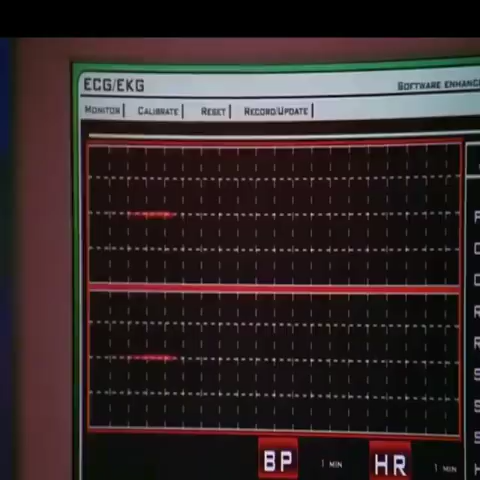 ECG/EKG
SOFTWARE ENHANC
MONITOR CALIBRATE RESET RECORD/UPDATE
BP 1 MIN HR 1 MIN